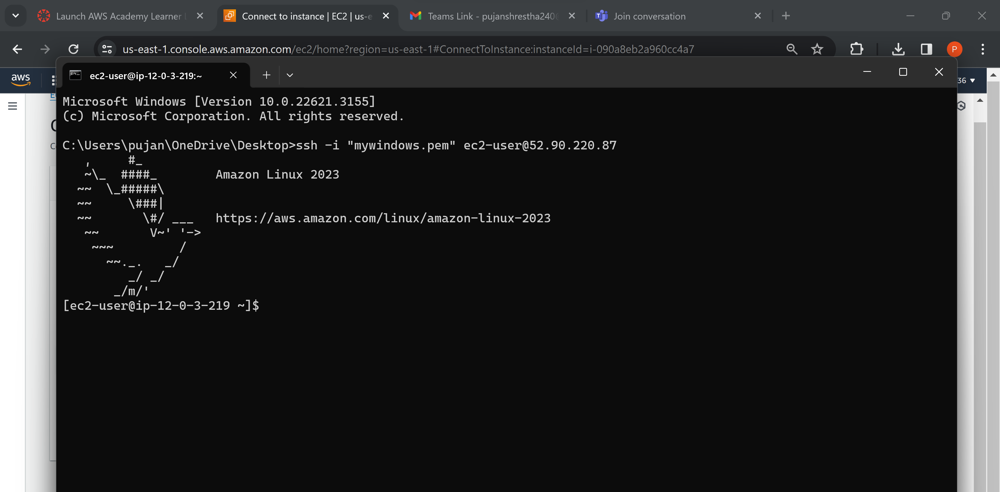 Launch AWS Academy Learner
Connect to instance | EC2 | us-e
Teams Link - pujanshrestha240
Join conversation
us-east-1.console.aws.amazon.com/ec2/home?region=us-east-1#ConnectToInstance:instanceId=i-090a8eb2a960cc4a7
P
aws
ec2-user@ip-12-0-3-219:~
36
Microsoft Windows [Version 10.0.22621.3155]
(c) Microsoft Corporation. All rights reserved.
C:\Users\pujan\OneDrive\Desktop>ssh -i "mywindows.pem" ec2-user@52.90.220.87
   ,     #_
   ~\_  ####_        Amazon Linux 2023
  ~~  \_#####\
  ~~     \###|
  ~~       \#/ ___   https://aws.amazon.com/linux/amazon-linux-2023
   ~~       V~' '->
    ~~~         /
      ~~._.   _/
         _/ _/
       _/m/'
[ec2-user@ip-12-0-3-219 ~]$